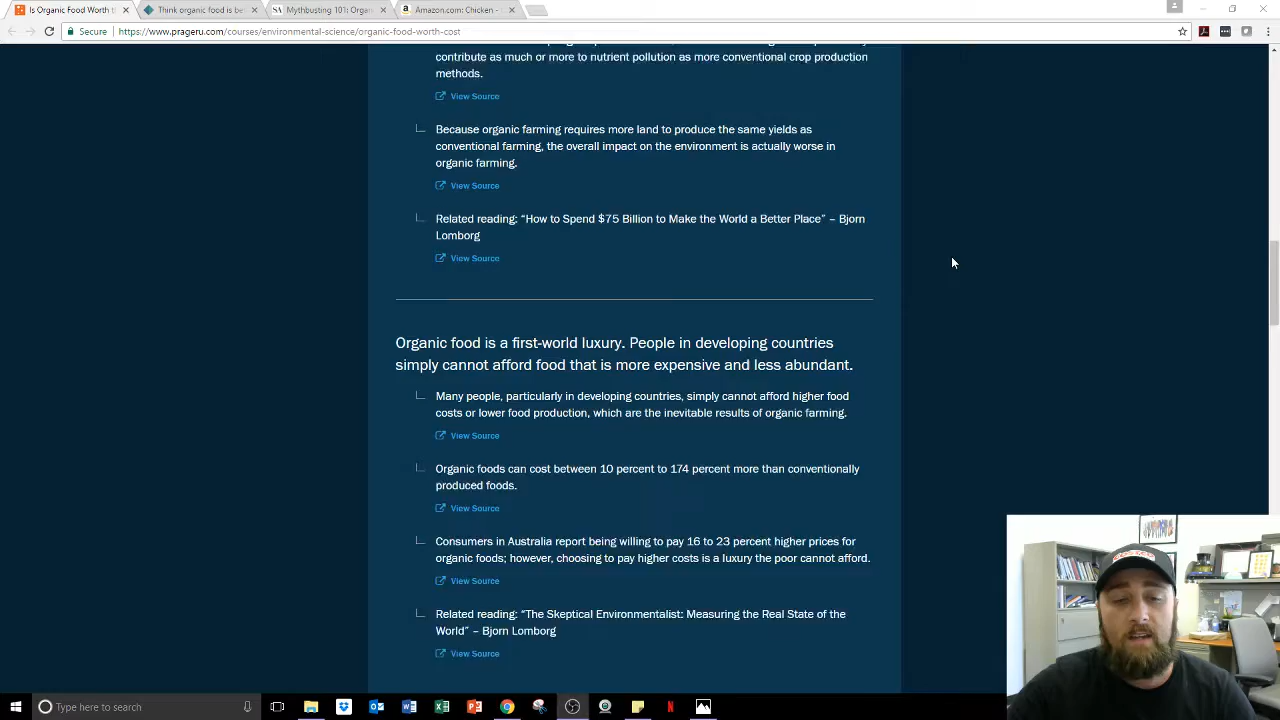 Is Organic Food Worth th
Think organic food is be
Mythbusting 101: Organi
Amazon.com: Chicken -
Secure
https://www.prageru.com/courses/environmental-science/organic-food-worth-cost
contribute as much or more to nutrient pollution as more conventional crop production
methods.
View Source
Because organic farming requires more land to produce the same yields as
conventional farming, the overall impact on the environment is actually worse in
organic farming.
View Source
Related reading: “How to Spend $75 Billion to Make the World a Better Place” – Bjorn
Lomborg
View Source
Organic food is a first-world luxury. People in developing countries
simply cannot afford food that is more expensive and less abundant.
Many people, particularly in developing countries, simply cannot afford higher food
costs or lower food production, which are the inevitable results of organic farming.
View Source
Organic foods can cost between 10 percent to 174 percent more than conventionally
produced foods.
View Source
Consumers in Australia report being willing to pay 16 to 23 percent higher prices for
organic foods; however, choosing to pay higher costs is a luxury the poor cannot afford.
View Source
Related reading: “The Skeptical Environmentalist: Measuring the Real State of the
World” – Bjorn Lomborg
View Source
Type here to search